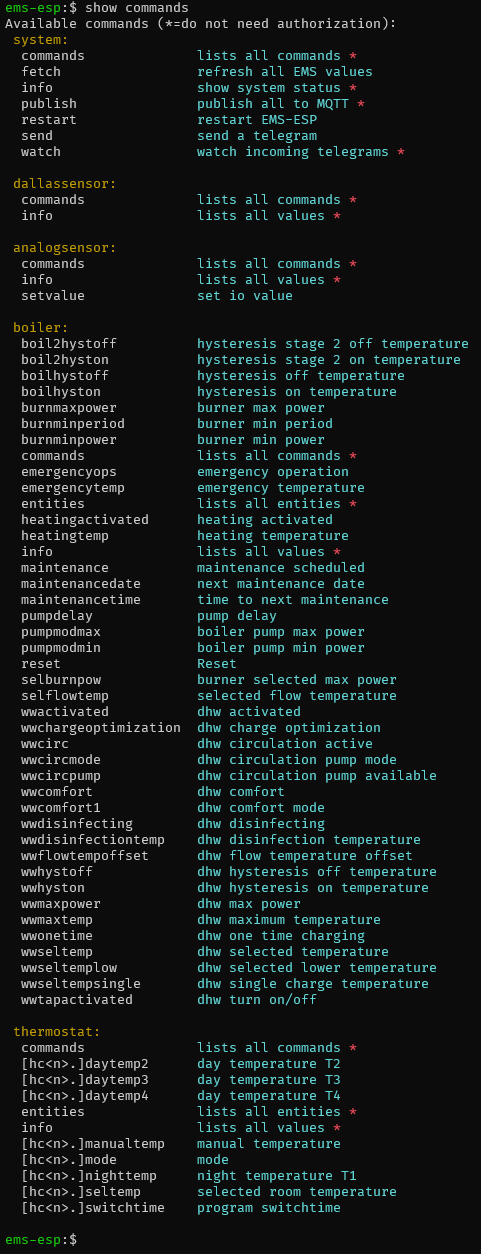 ems-esp:$ show commands
Available commands (*=do not need authorization):
 system:
  commands              lists all commands *
  fetch                 refresh all EMS values
  info                  show system status *
  publish               publish all to MQTT *
  restart               restart EMS-ESP
  send                  send a telegram
  watch                 watch incoming telegrams *

 dallassensor:
  commands              lists all commands *
  info                  lists all values *

 analogsensor:
  commands              lists all commands *
  info                  lists all values *
  setvalue              set io value

 boiler:
  boil2hystoff          hysteresis stage 2 off temperature
  boil2hyston           hysteresis stage 2 on temperature
  boilhystoff           hysteresis off temperature
  boilhyston            hysteresis on temperature
  burnmaxpower          burner max power
  burnminperiod         burner min period
  burnminpower          burner min power
  commands              lists all commands *
  emergencyops          emergency operation
  emergencytemp         emergency temperature
  entities              lists all entities *
  heatingactivated      heating activated
  heatingtemp           heating temperature
  info                  lists all values *
  maintenance           maintenance scheduled
  maintenancedate       next maintenance date
  maintenancetime       time to next maintenance
  pumpdelay             pump delay
  pumpmodmax            boiler pump max power
  pumpmodmin            boiler pump min power
  reset                 Reset
  selburnpow            burner selected max power
  selflowtemp           selected flow temperature
  wwactivated           dhw activated
  wwchargeoptimization  dhw charge optimization
  wwcirc                dhw circulation active
  wwcircmode            dhw circulation pump mode
  wwcircpump            dhw circulation pump available
  wwcomfort             dhw comfort
  wwcomfort1            dhw comfort mode
  wwdisinfecting        dhw disinfecting
  wwdisinfectiontemp    dhw disinfection temperature
  wwflowtempoffset      dhw flow temperature offset
  wwhystoff             dhw hysteresis off temperature
  wwhyston              dhw hysteresis on temperature
  wwmaxpower            dhw max power
  wwmaxtemp             dhw maximum temperature
  wwonetime             dhw one time charging
  wwseltemp             dhw selected temperature
  wwseltemplow          dhw selected lower temperature
  wwseltempsingle       dhw single charge temperature
  wwtapactivated        dhw turn on/off

 thermostat:
  commands              lists all commands *
  [hc<n>.]daytemp2      day temperature T2
  [hc<n>.]daytemp3      day temperature T3
  [hc<n>.]daytemp4      day temperature T4
  entities              lists all entities *
  info                  lists all values *
  [hc<n>.]manualtemp    manual temperature
  [hc<n>.]mode          mode
  [hc<n>.]nighttemp     night temperature T1
  [hc<n>.]seltemp       selected room temperature
  [hc<n>.]switchtime    program switchtime

ems-esp:$